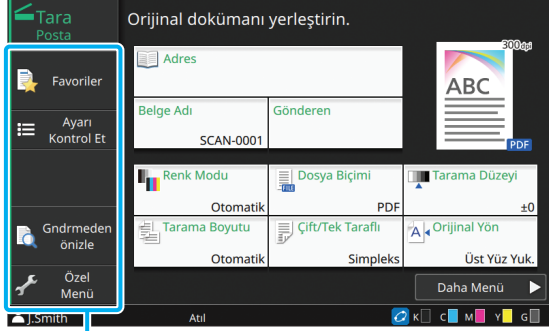 Tara
Posta
Orijinal dokümanı yerleştirin.
Favoriler
Ayarı
Kontrol Et
Gndrmeden
önizle
Özel
Menü
Adres
Belge Adı
SCAN-0001
Gönderen
300dpi
ABC
PDF
Renk Modu
Otomatik
Dosya Biçimi
FILE
PDF
Tarama Düzeyi
±0
Tarama Boyutu
Otomatik
Çift/Tek Taraflı
Simpleks
A
Orijinal Yön
Üst Yüz Yuk.
Daha Menü
J.Smith
Atıl
K C M Y G